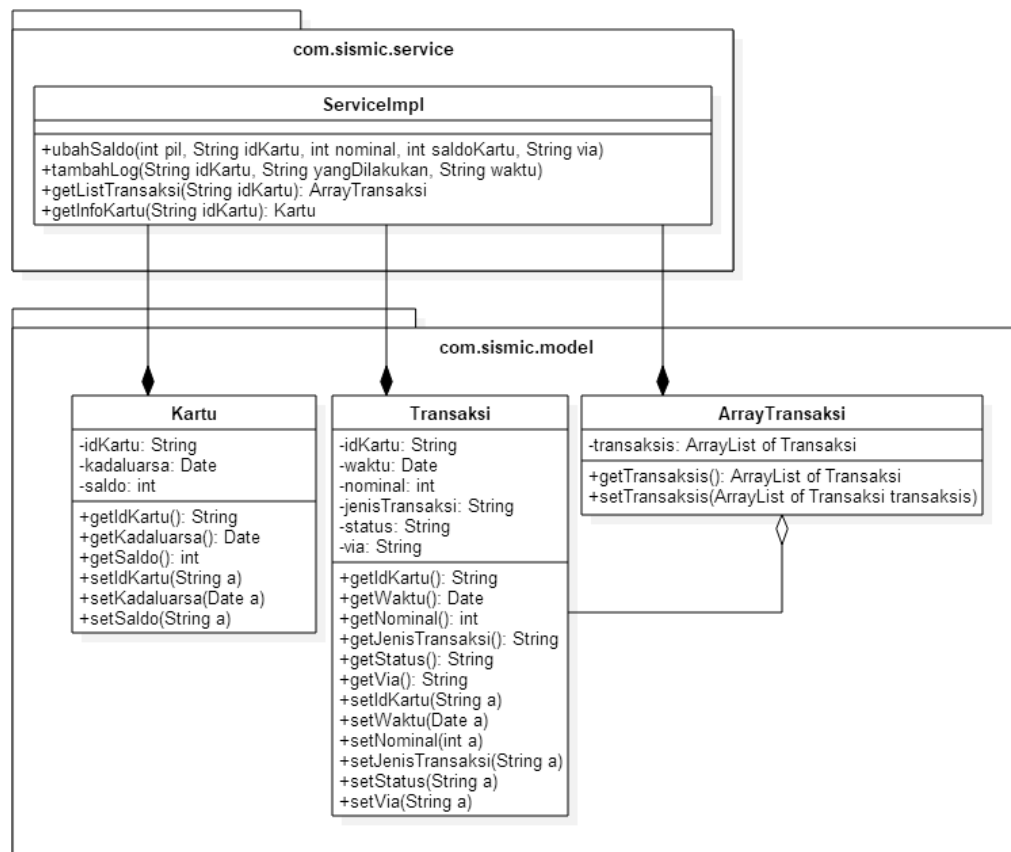 com.sismic.service
ServiceImpl
+ubahSaldo(int pil, String idKartu, int nominal, int saldoKartu, String via)
+tambahLog(String idKartu, String yangDilakukan, String waktu)
+getListTransaksi(String idKartu): ArrayTransaksi
+getInfoKartu(String idKartu): Kartu
com.sismic.model
Kartu
-idKartu: String
-kadaluarsa: Date
-saldo: int
+getIdKartu(): String
+getKadaluarsa(): Date
+getSaldo(): int
+setIdKartu(String a)
+setKadaluarsa(Date a)
+setSaldo(String a)
Transaksi
-idKartu: String
-waktu: Date
-nominal: int
-jenisTransaksi: String
-status: String
-via: String
+getIdKartu(): String
+getWaktu(): Date
+getNominal(): int
+getJenisTransaksi(): String
+getStatus(): String
+getVia(): String
+setIdKartu(String a)
+setWaktu(Date a)
+setNominal(int a)
+setJenisTransaksi(String a)
+setStatus(String a)
+setVia(String a)
ArrayTransaksi
-transaksis: ArrayList of Transaksi
+getTransaksis(): ArrayList of Transaksi
+setTransaksis(ArrayList of Transaksi transaksis)